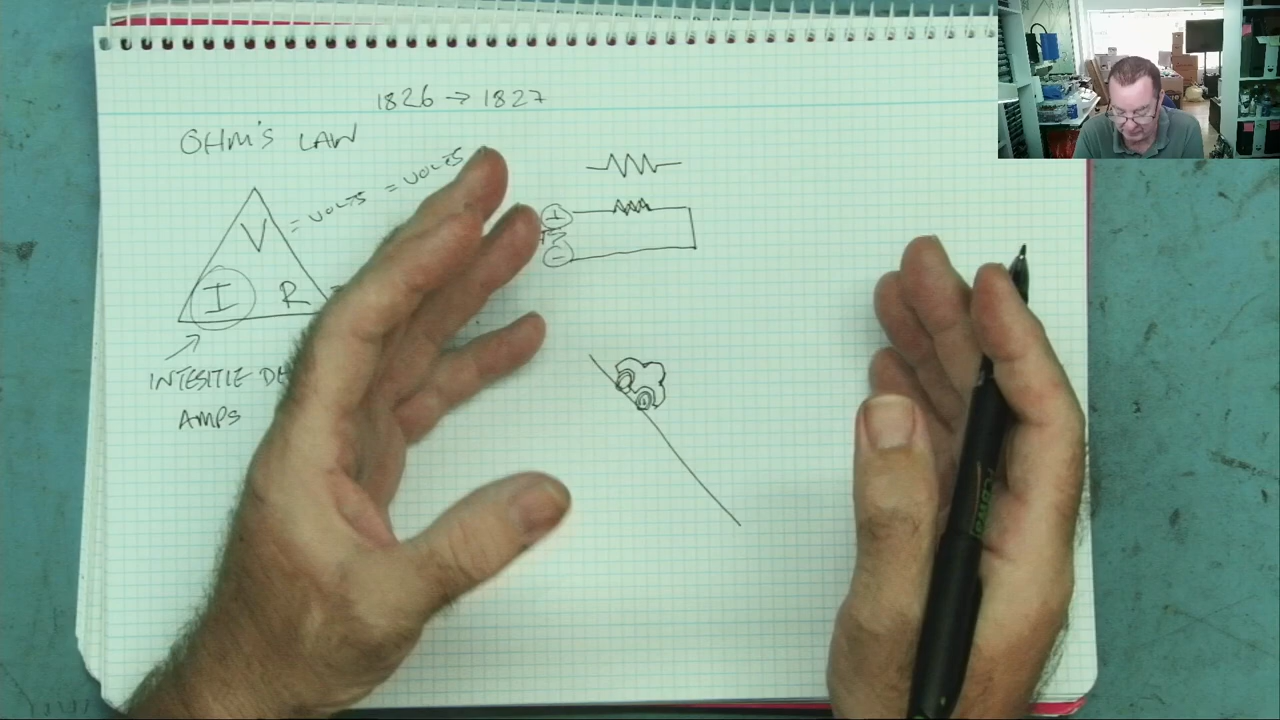 1826 → 1827
OHM'S LAW
= VOLTS = VOLTS
V
I R
INTESITIE
AMPS